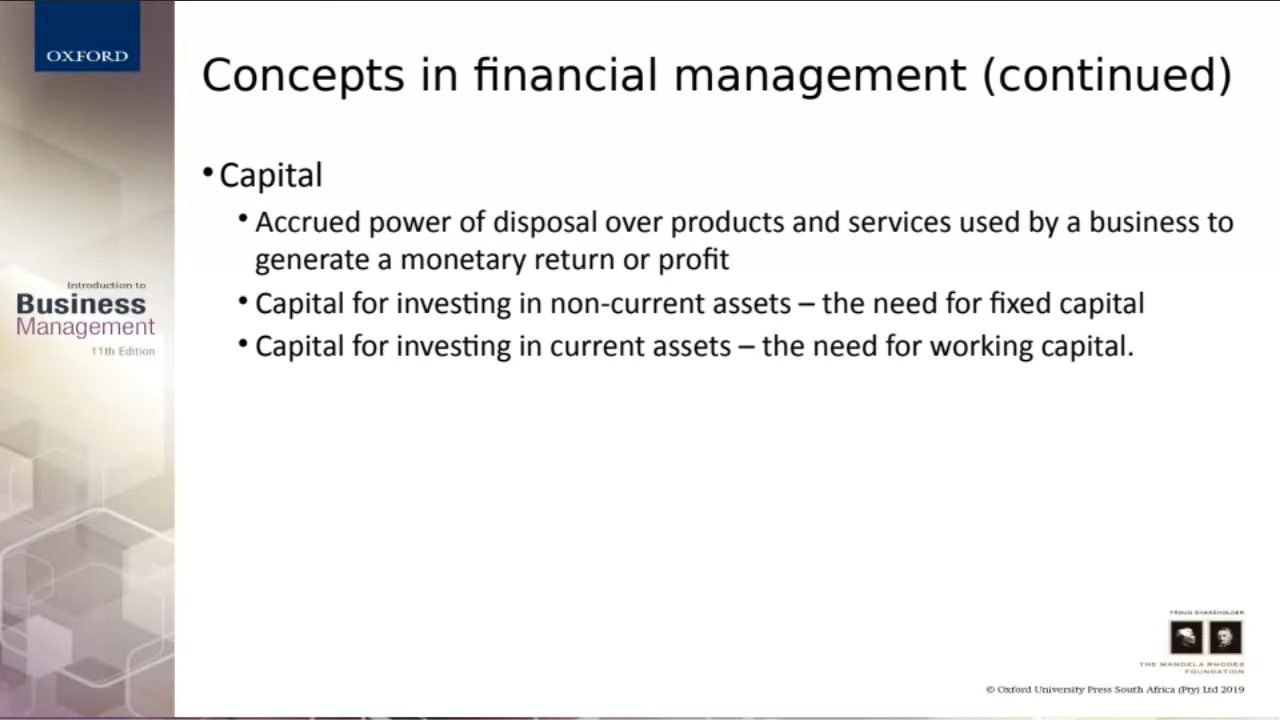 OXFORD
Concepts in financial management (continued)
• Capital
• Accrued power of disposal over products and services used by a business to
generate a monetary return or profit
• Capital for investing in non-current assets – the need for fixed capital
• Capital for investing in current assets – the need for working capital.
Introduction to
Business
Management
11th Edition
PROUD SHAREHOLDER
THE MANDELA RHODES
FOUNDATION
© Oxford University Press South Africa (Pty) Ltd 2019